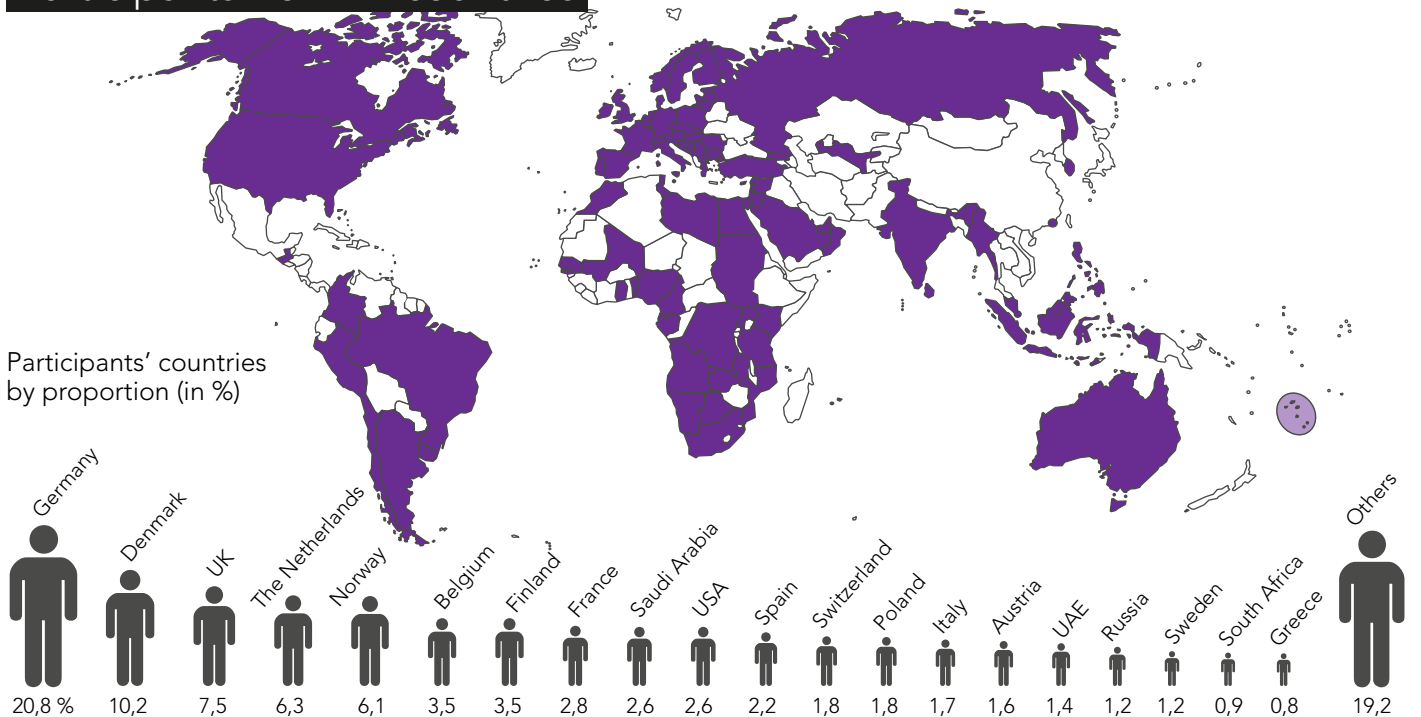 Participants’ countries
by proportion (in %)
Germany
Denmark
UK
The Netherlands
Norway
Belgium
Finland
France
Saudi Arabia
USA
Spain
Switzerland
Poland
Italy
Austria
UAE
Russia
Sweden
South Africa
Greece
Others
20,8 %
10,2
7,5
6,3
6,1
3,5
3,5
2,8
2,6
2,6
2,2
1,8
1,8
1,7
1,6
1,4
1,2
1,2
0,9
0,8
19,2